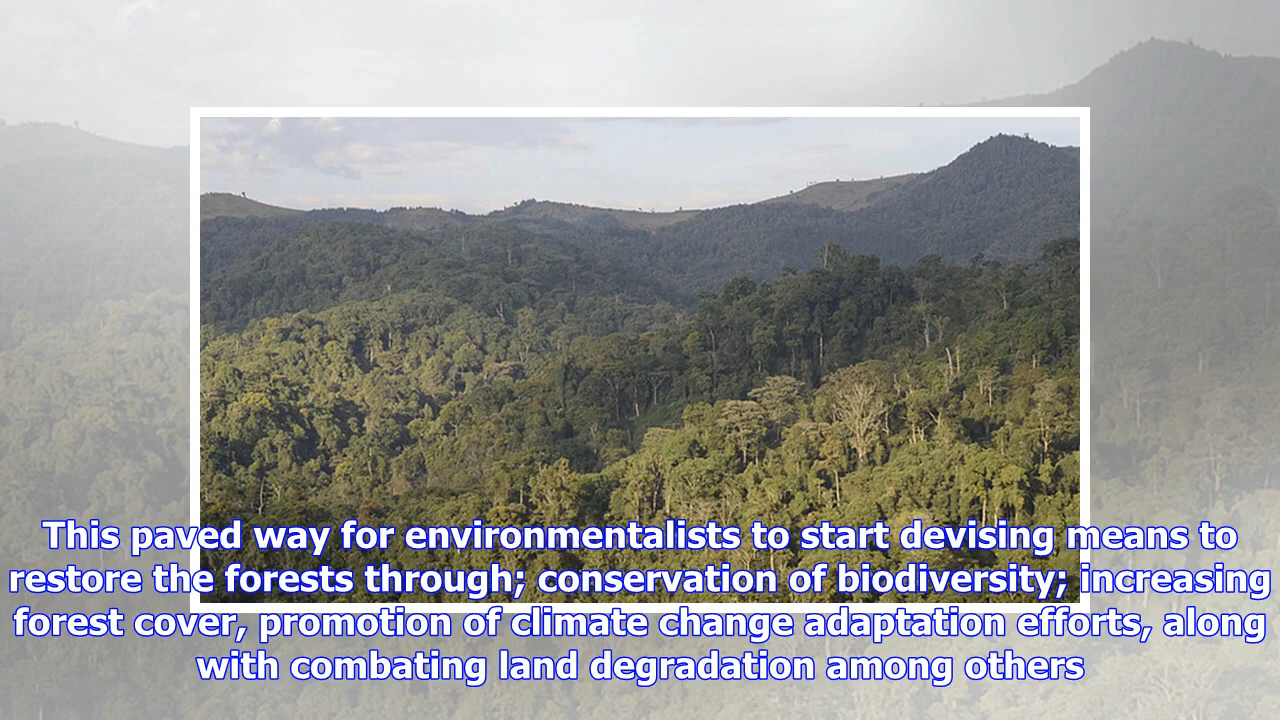 This paved way for environmentalists to start devising means to
restore the forests through; conservation of biodiversity; increasing
forest cover, promotion of climate change adaptation efforts, along
with combating land degradation among others